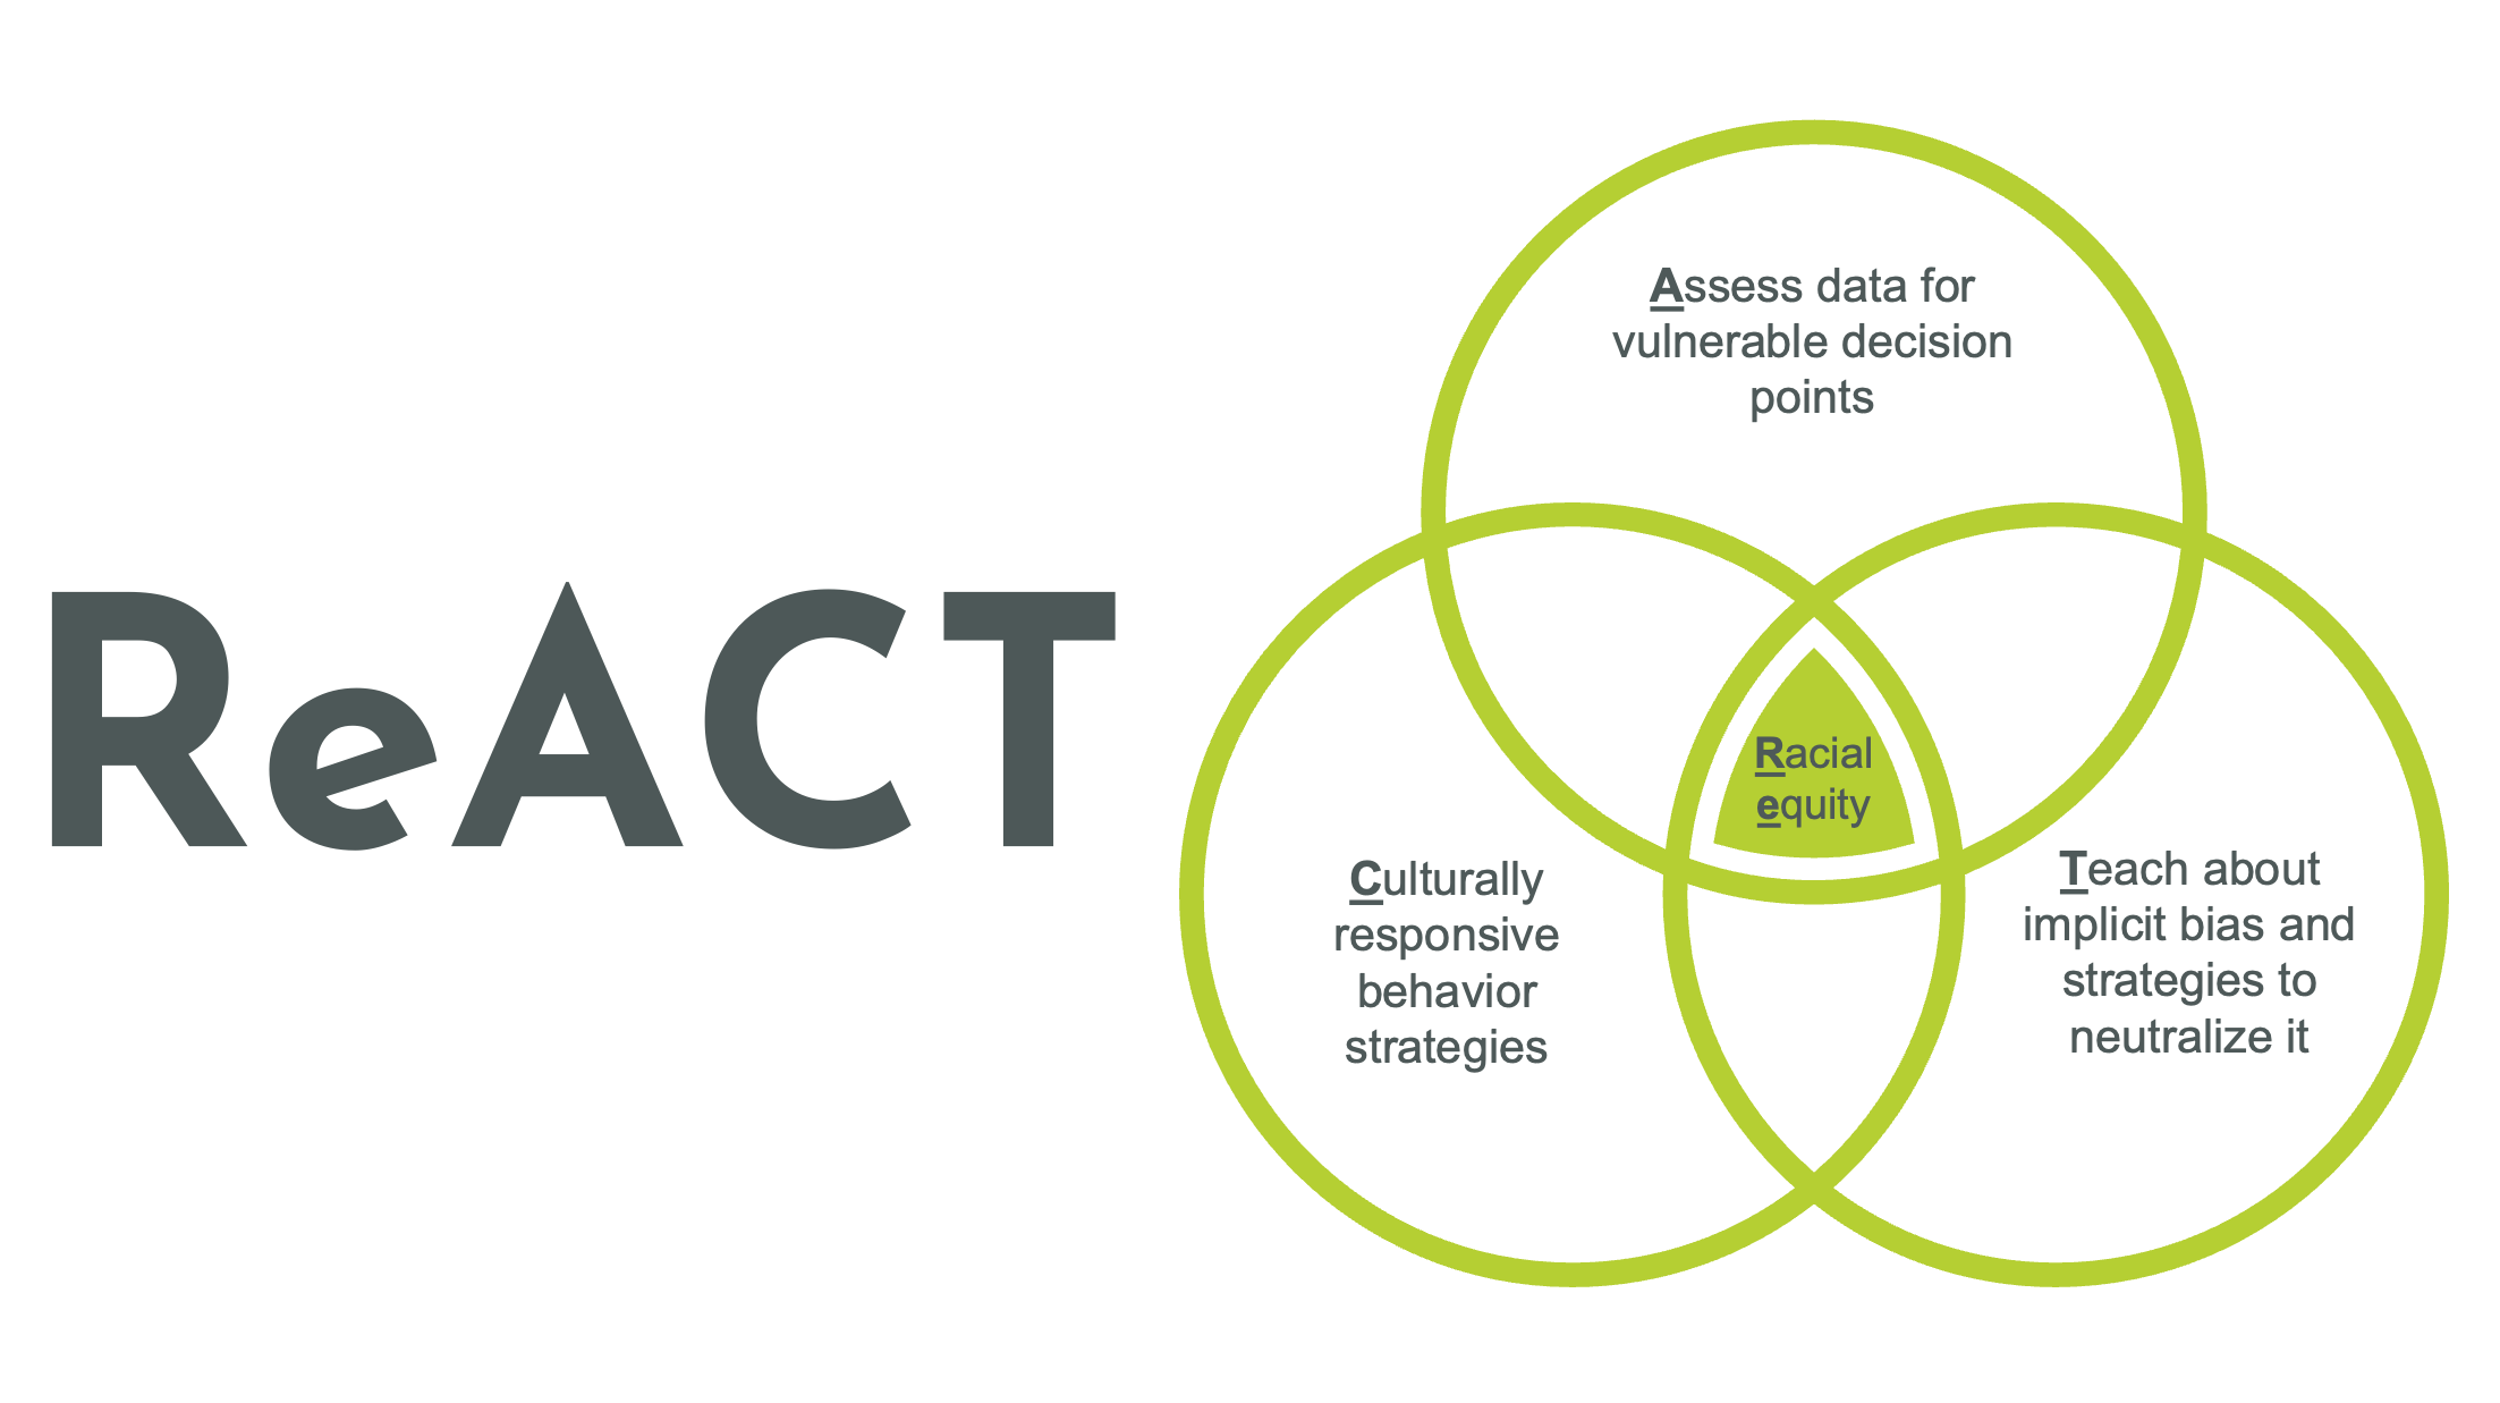 ReACT
Assess data for
vulnerable decision
points
Racial
equity
Culturally
responsive
behavior
strategies
Teach about
implicit bias and
strategies to
neutralize it